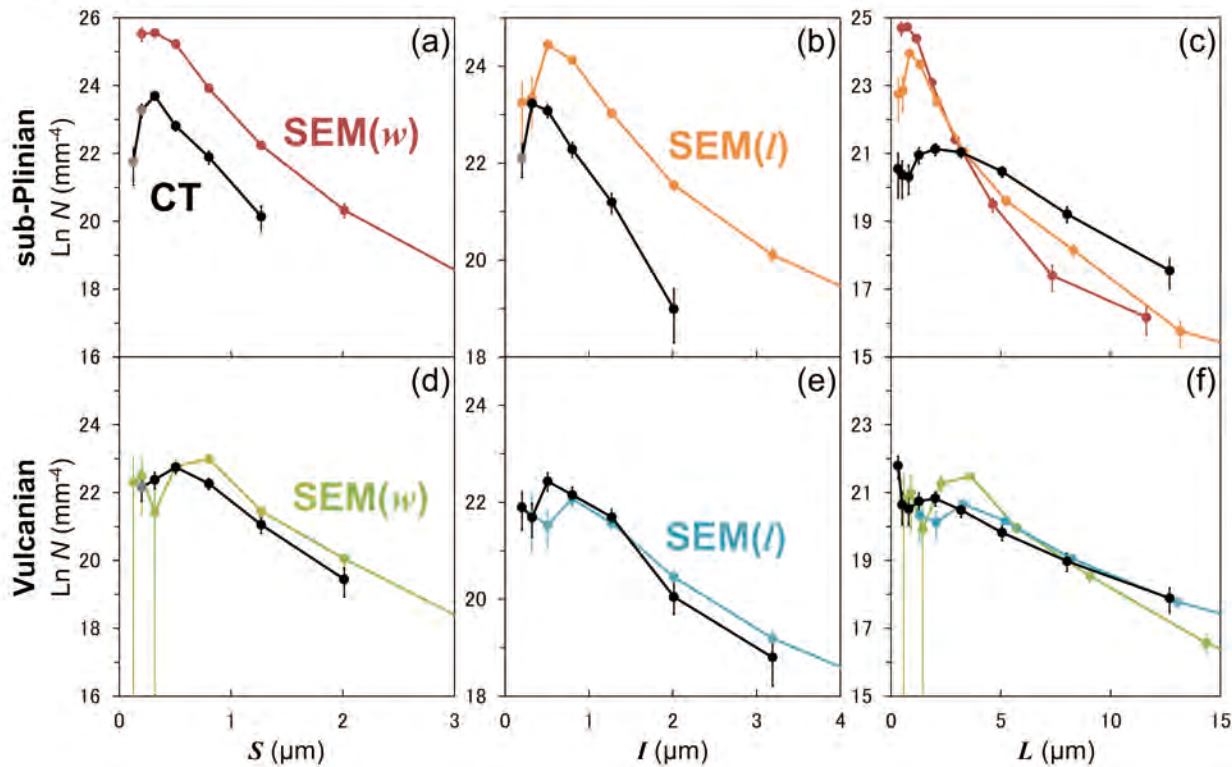 sub-Plinian
Ln N (mm-4)
26
24
22
20
18
16
(a)
SEM(w)
CT
24
22
20
18
(b)
SEM(l)
25
23
21
19
17
15
(c)
Vulcanian
Ln N (mm-4)
26
24
22
20
18
16
(d)
SEM(w)
0
1
2
3
S (μm)
24
22
20
18
(e)
SEM(l)
0
1
2
3
4
I (μm)
25
23
21
19
17
15
(f)
0
5
10
15
L (μm)